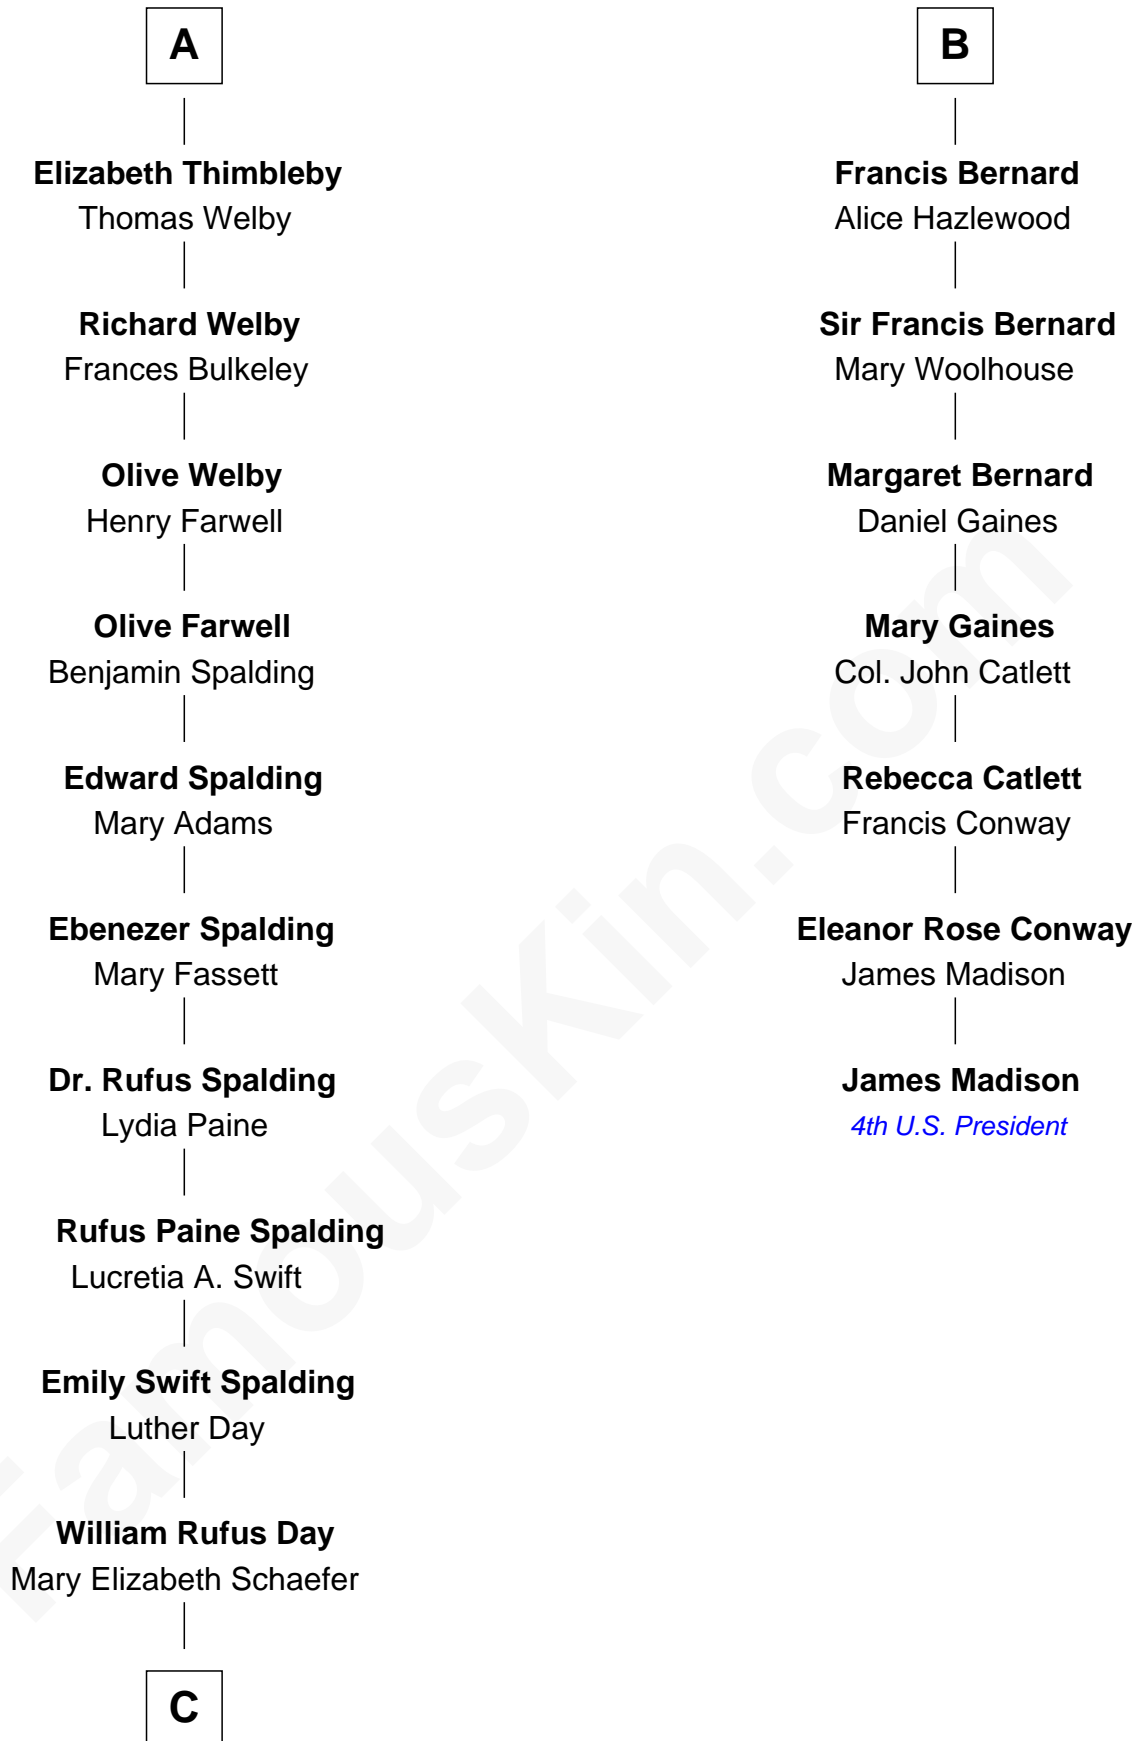 A
Elizabeth Thimbleby
Thomas Welby
Richard Welby
Frances Bulkeley
Olive Welby
Henry Farwell
Olive Farwell
Benjamin Spalding
Edward Spalding
Mary Adams
Ebenezer Spalding
Mary Fassett
Dr. Rufus Spalding
Lydia Paine
Rufus Paine Spalding
Lucretia A. Swift
Emily Swift Spalding
Luther Day
William Rufus Day
Mary Elizabeth Schaefer
C
B
Francis Bernard
Alice Hazlewood
Sir Francis Bernard
Mary Woolhouse
Margaret Bernard
Daniel Gaines
Mary Gaines
Col. John Catlett
Rebecca Catlett
Francis Conway
Eleanor Rose Conway
James Madison
James Madison
4th U.S. President
FamousKin.com